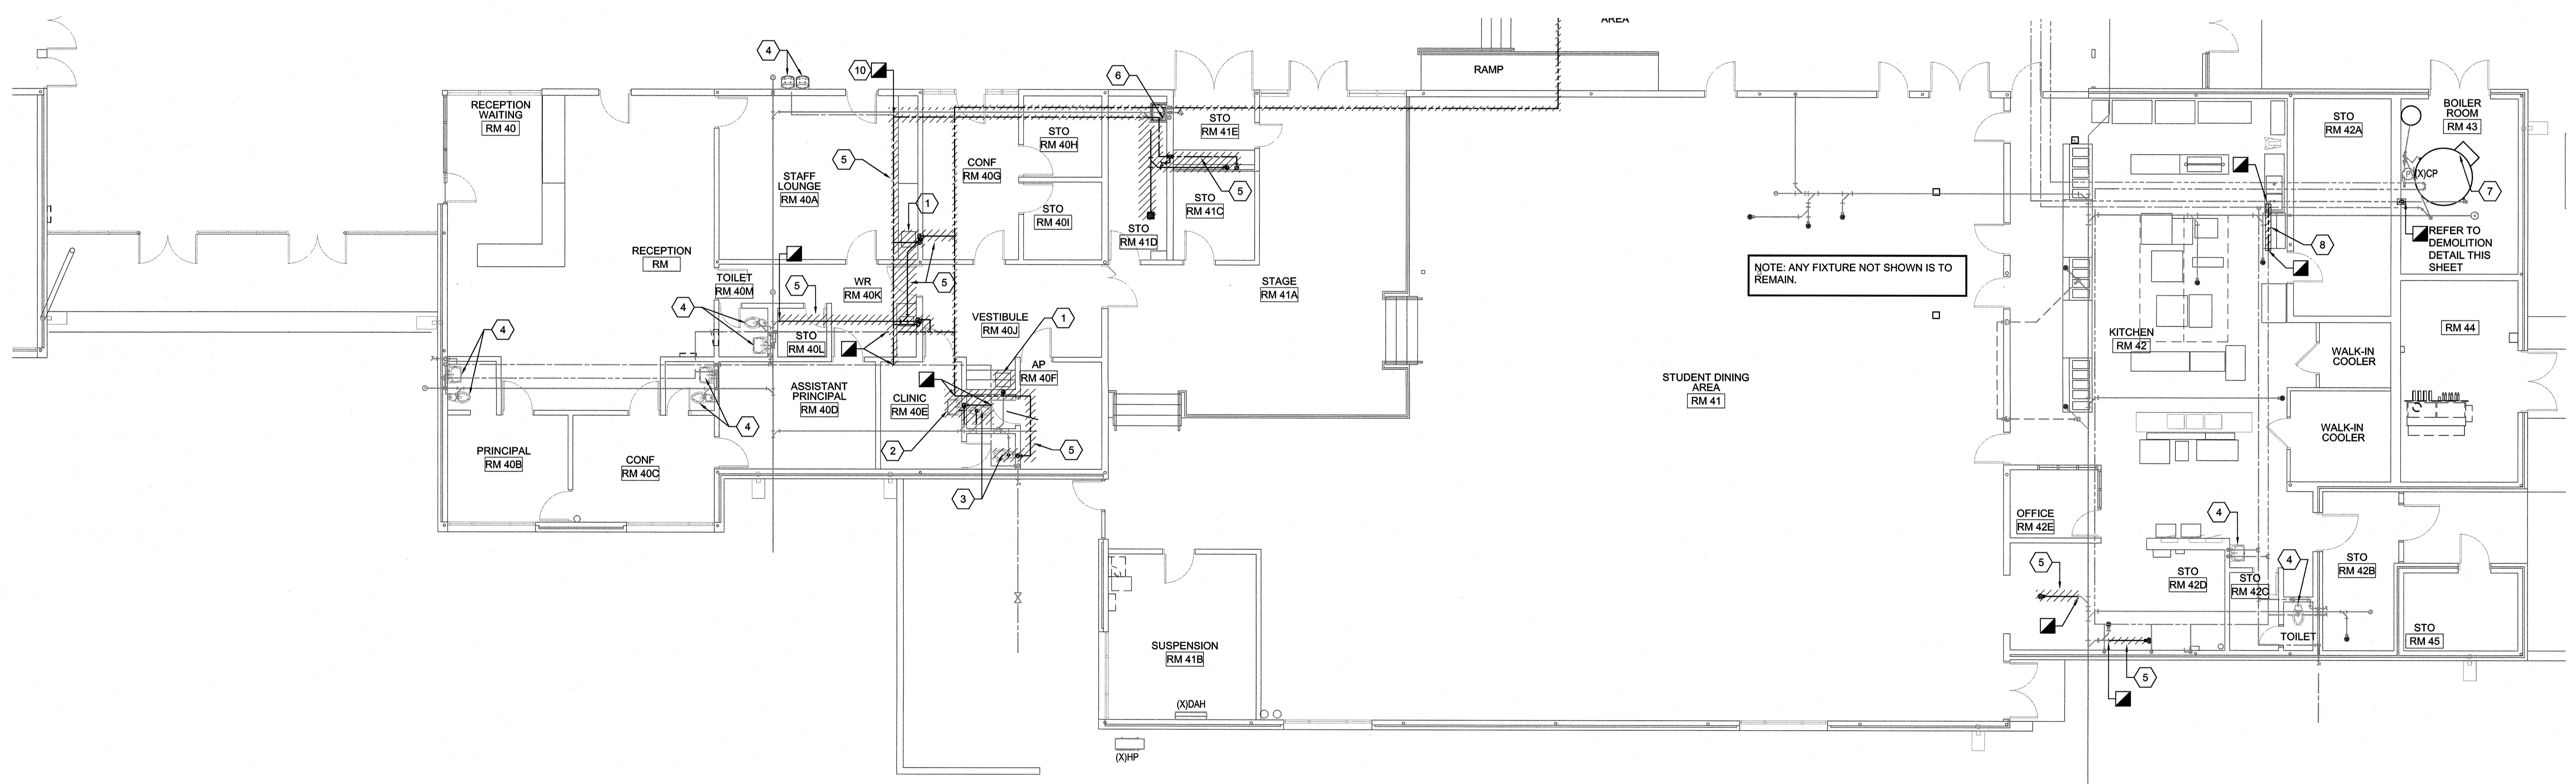 AREA
RAMP
4
10
6
RECEPTION
WAITING
RM 40
STO
RM 40H
STO
RM 41E
5
CONF
RM 40G
STAFF
LOUNGE
RM 40A
5
1
STO
RM 40I
STO
RM 41C
STO
RM 41D
RECEPTION
RM
TOILET
RM 40M
WR
RM 40K
5
5
4
4
STO
RM 40L
VESTIBULE
RM 40J
1
STAGE
RM 41A
AP
RM 40F
ASSISTANT
PRINCIPAL
RM 40D
CLINIC
RM 40E
4
2
5
3
PRINCIPAL
RM 40B
CONF
RM 40C
NOTE: ANY FIXTURE NOT SHOWN IS TO
REMAIN.
STUDENT DINING
AREA
RM 41
SUSPENSION
RM 41B
(X)DAH
(X)HP
STO
RM 42A
BOILER
ROOM
RM 43
P
(X)CP
7
8
REFER TO
DEMOLITION
DETAIL THIS
SHEET
KITCHEN
RM 42
WALK-IN
COOLER
RM 44
WALK-IN
COOLER
OFFICE
RM 42E
4
5
STO
RM 42D
STO
RM 42C
4
STO
RM 42B
TOILET
STO
RM 45
5